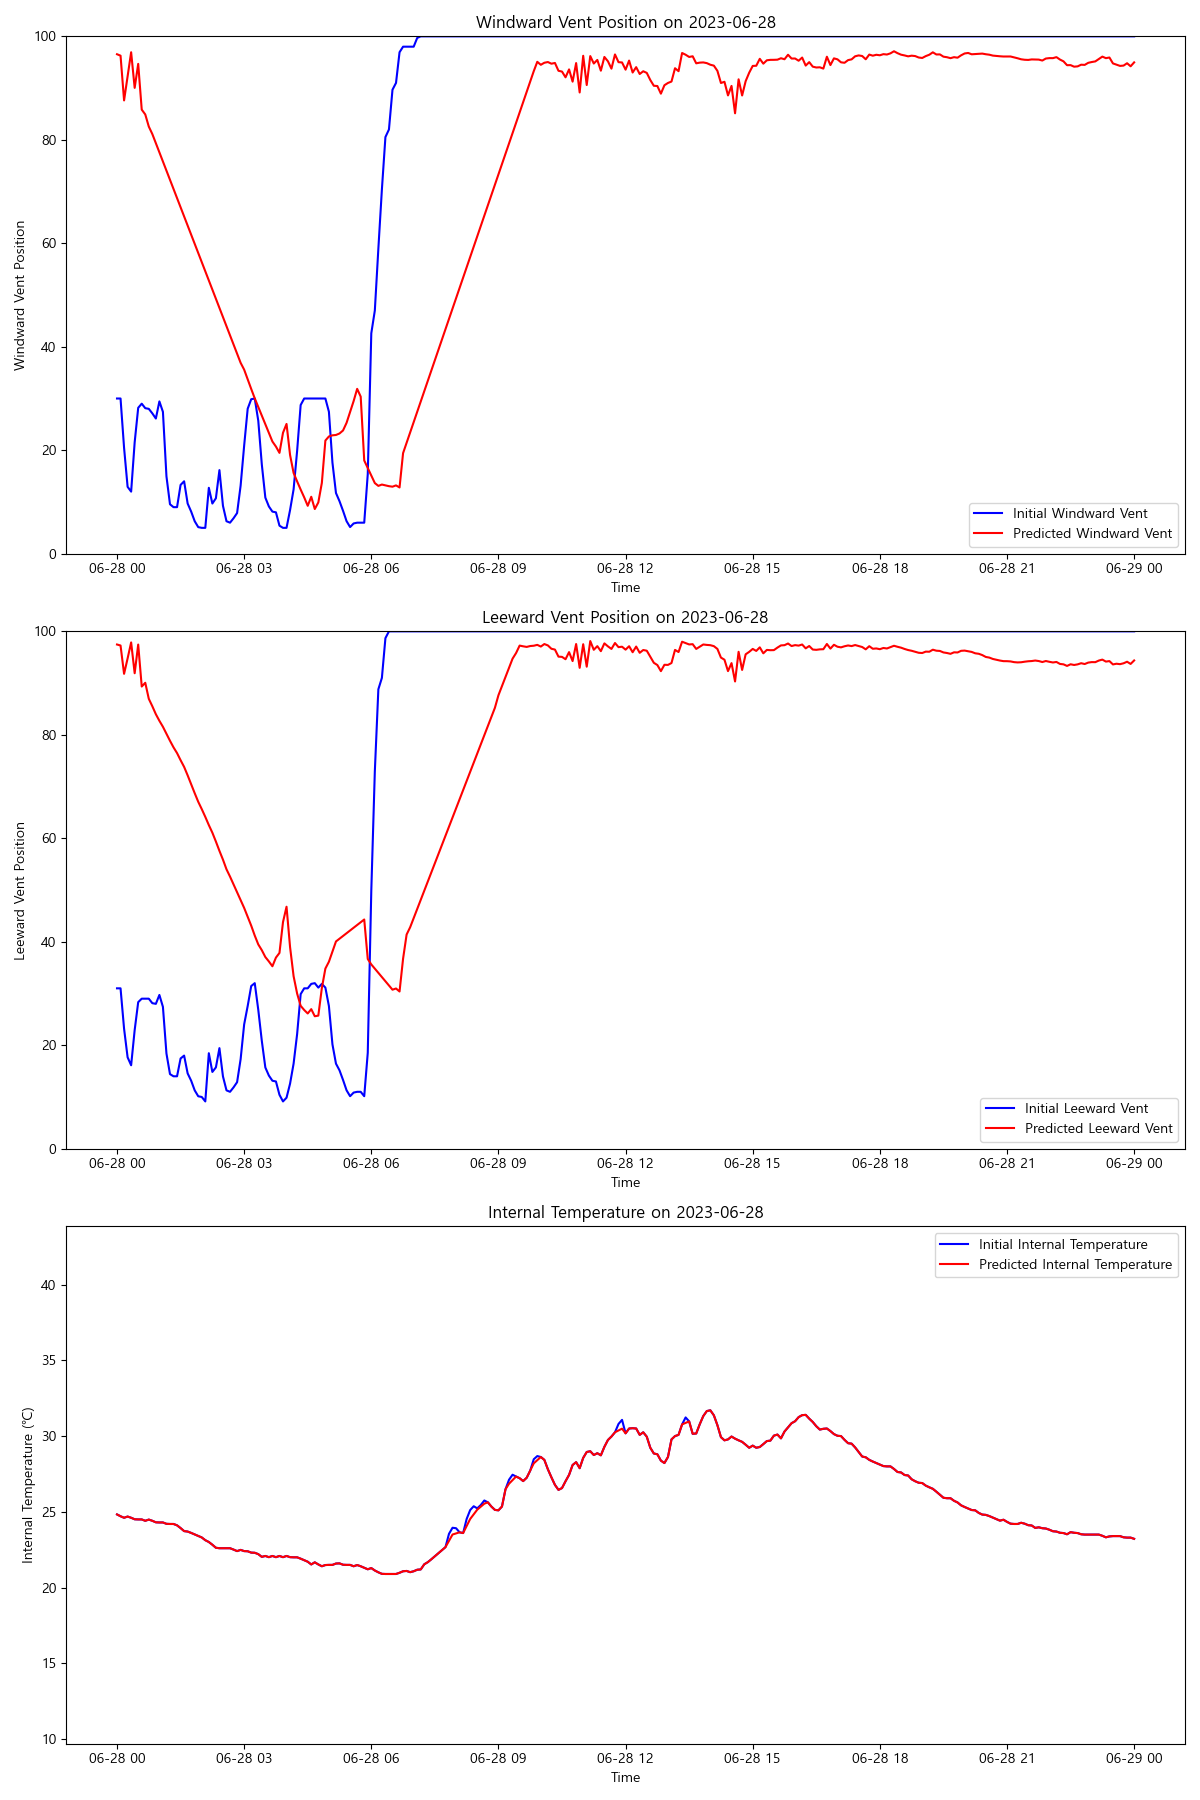 Windward Vent Position on 2023-06-28
100
80
60
40
20
0
Windward Vent Position
Initial Windward Vent
Predicted Windward Vent
06-28 00 06-28 03 06-28 06 06-28 09 06-28 12 06-28 15 06-28 18 06-28 21 06-29 00
Time
Leeward Vent Position on 2023-06-28
100
80
60
40
20
0
Leeward Vent Position
Initial Leeward Vent
Predicted Leeward Vent
06-28 00 06-28 03 06-28 06 06-28 09 06-28 12 06-28 15 06-28 18 06-28 21 06-29 00
Time
Internal Temperature on 2023-06-28
Initial Internal Temperature
Predicted Internal Temperature
40
35
30
25
20
15
10
Internal Temperature (℃)
06-28 00 06-28 03 06-28 06 06-28 09 06-28 12 06-28 15 06-28 18 06-28 21 06-29 00
Time